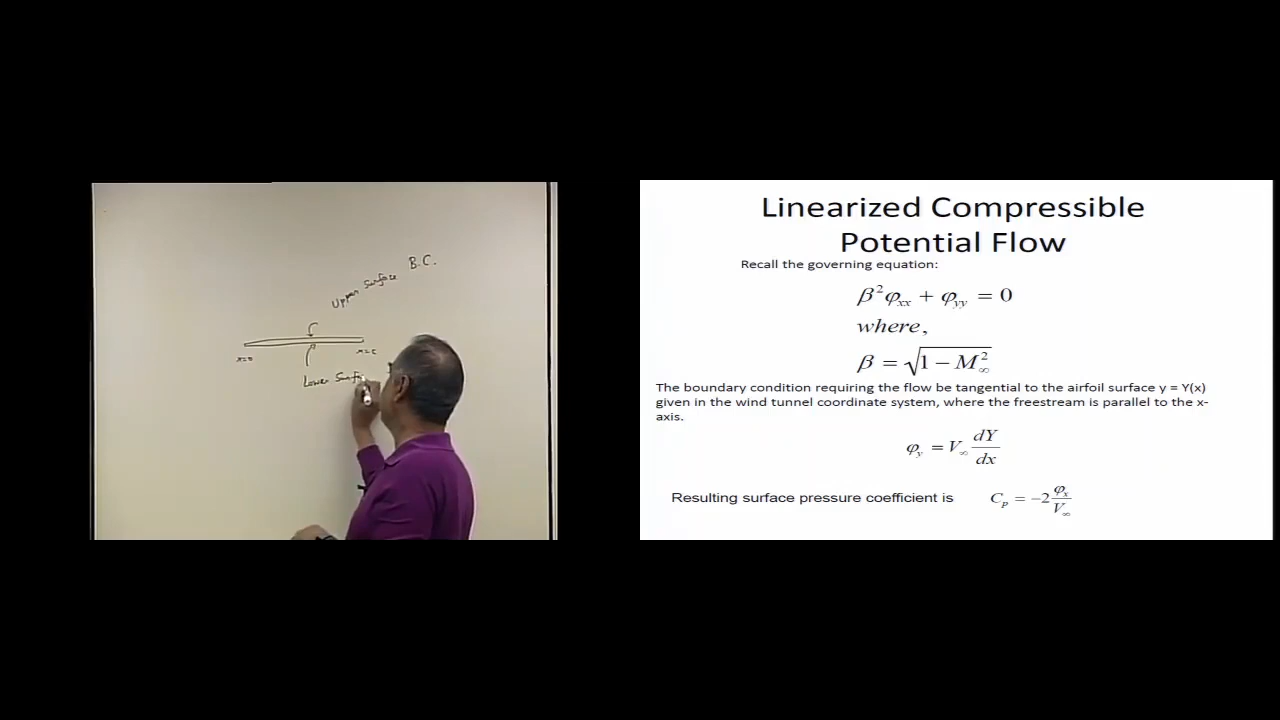 Upper Surface B.C.
x=0
x=c
Lower Surfa
Linearized Compressible
Potential Flow
Recall the governing equation:
β²φxx + φyy = 0
where,
β = √1 − M∞²
The boundary condition requiring the flow be tangential to the airfoil surface y = Y(x)
given in the wind tunnel coordinate system, where the freestream is parallel to the x-
axis.
φy = V∞ dY/dx
Resulting surface pressure coefficient is Cp = −2 φx/V∞